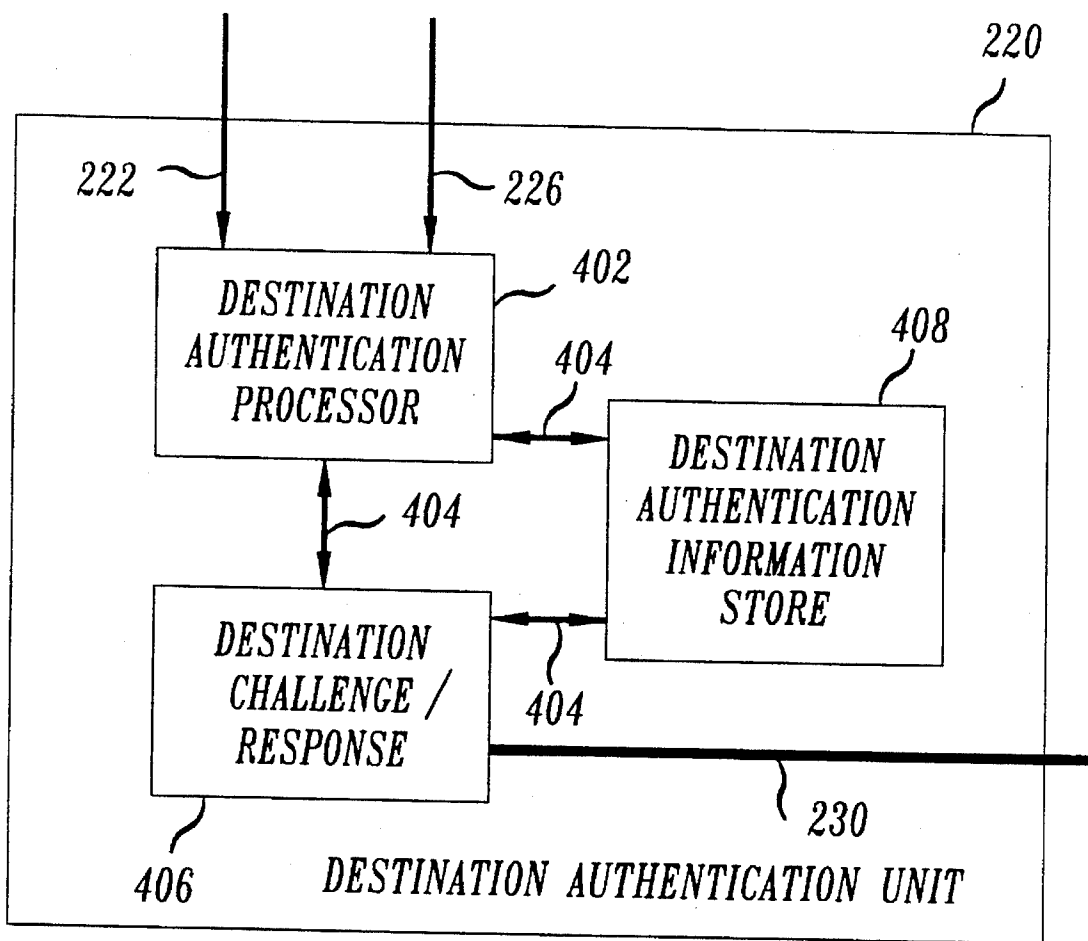 220
222
226
402
DESTINATION
AUTHENTICATION
PROCESSOR
408
404
DESTINATION
AUTHENTICATION
INFORMATION
STORE
404
DESTINATION
CHALLENGE /
RESPONSE
404
230
406
DESTINATION AUTHENTICATION UNIT